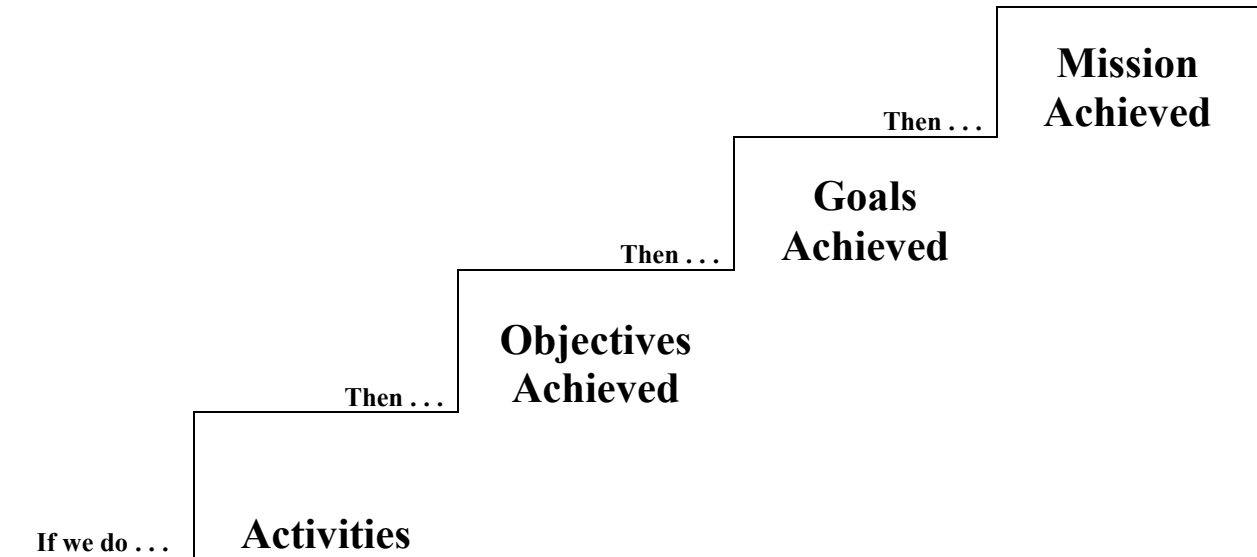 Mission
Achieved
Then . . .
Goals
Achieved
Then . . .
Objectives
Achieved
Then . . .
If we do . . .
Activities